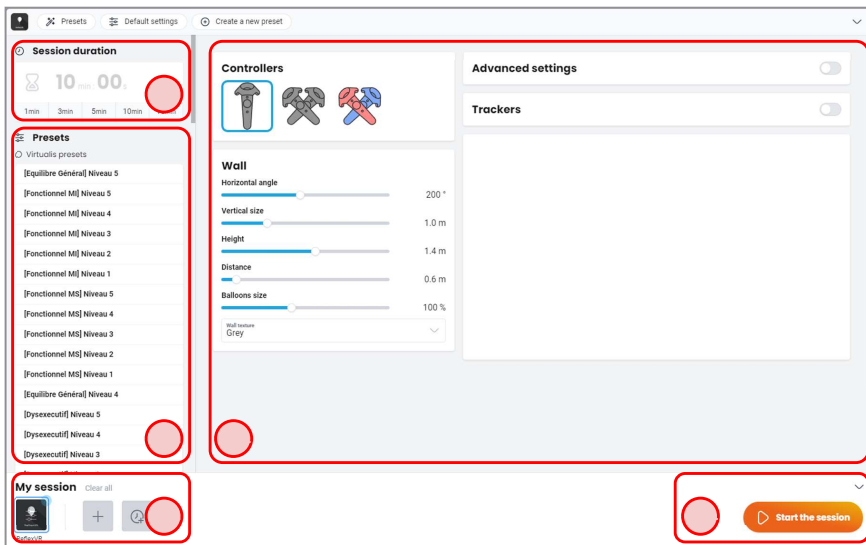 Presets Default settings Create a new preset
Session duration
10 min 00 s
1min 3min 5min 10min
Presets
Virtualis presets
[Equilibre Général] Niveau 5
[Fonctionnel MI] Niveau 5
[Fonctionnel MI] Niveau 4
[Fonctionnel MI] Niveau 3
[Fonctionnel MI] Niveau 2
[Fonctionnel MI] Niveau 1
[Fonctionnel MS] Niveau 5
[Fonctionnel MS] Niveau 4
[Fonctionnel MS] Niveau 3
[Fonctionnel MS] Niveau 2
[Fonctionnel MS] Niveau 1
[Equilibre Général] Niveau 4
[Dysexecutif] Niveau 5
[Dysexecutif] Niveau 4
[Dysexecutif] Niveau 3
Controllers
Wall
Horizontal angle
200 °
Vertical size
1.0 m
Height
1.4 m
Distance
0.6 m
Balloons size
100 %
Wall texture
Grey
Advanced settings
Trackers
My session Clear all
ReflexVR
Start the session